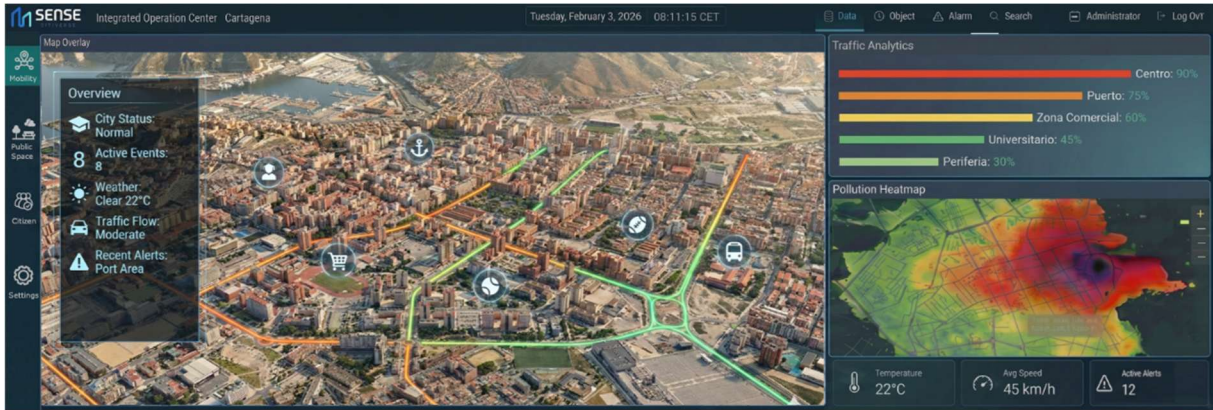 SENSE
Integrated Operation Center Cartagena
Tuesday, February 3, 2026 08:11:15 CET
Data
Object
Alarm
Search
Administrator
Log OvT
Mobility
Public
Space
Citizen
Settings
Map Overlay
Overview
City Status:
Normal
8 Active Events:
8
Weather:
Clear 22°C
Traffic Flow:
Moderate
Recent Alerts:
Port Area
Traffic Analytics
Centro: 90%
Puerto: 75%
Zona Comercial: 60%
Universitario: 45%
Periferia: 30%
Pollution Heatmap
+
Temperature
22°C
Avg Speed
45 km/h
Active Alerts
12